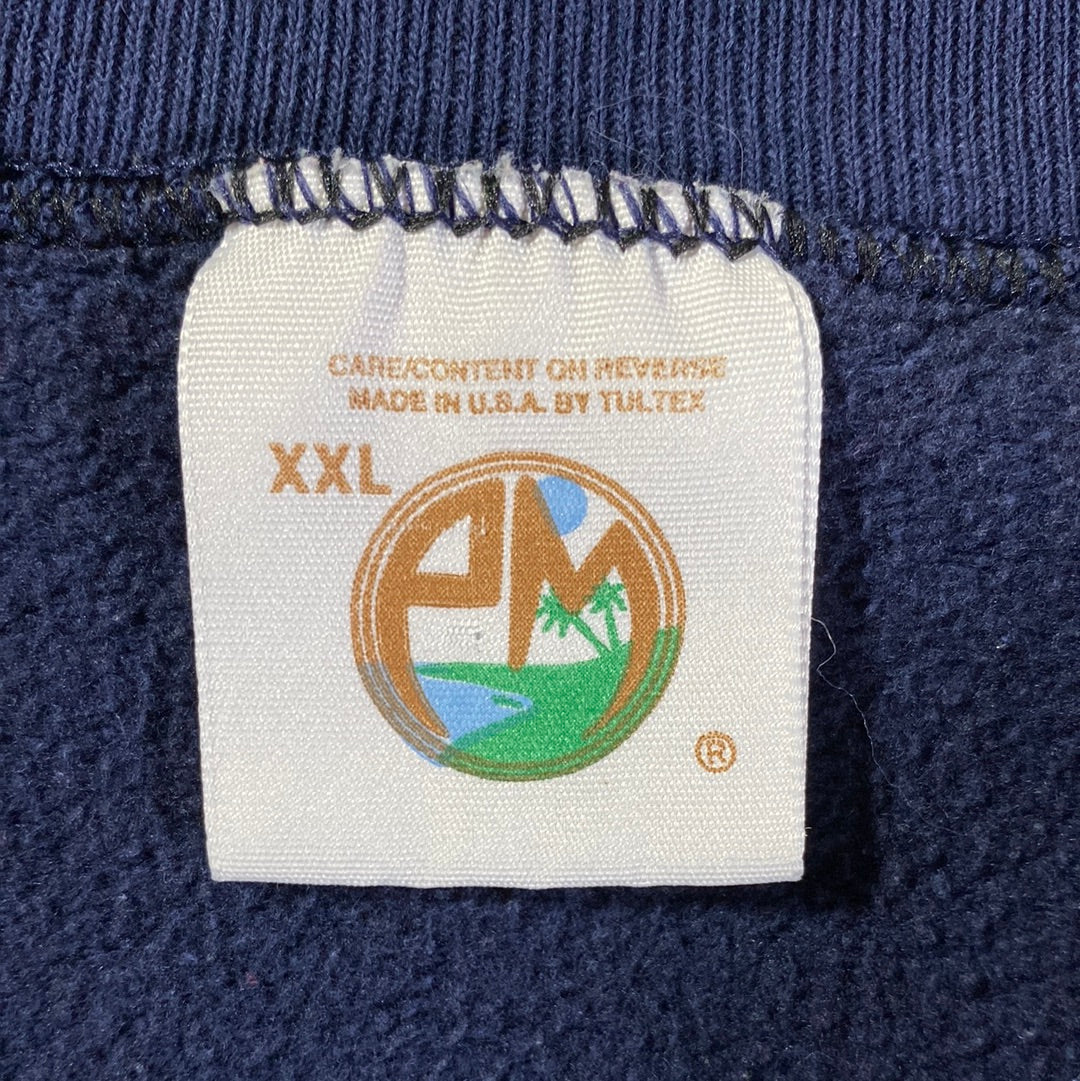 CARE/CONTENT ON REVERSE
MADE IN U.S.A. BY TULTEX
XXL
PM
®